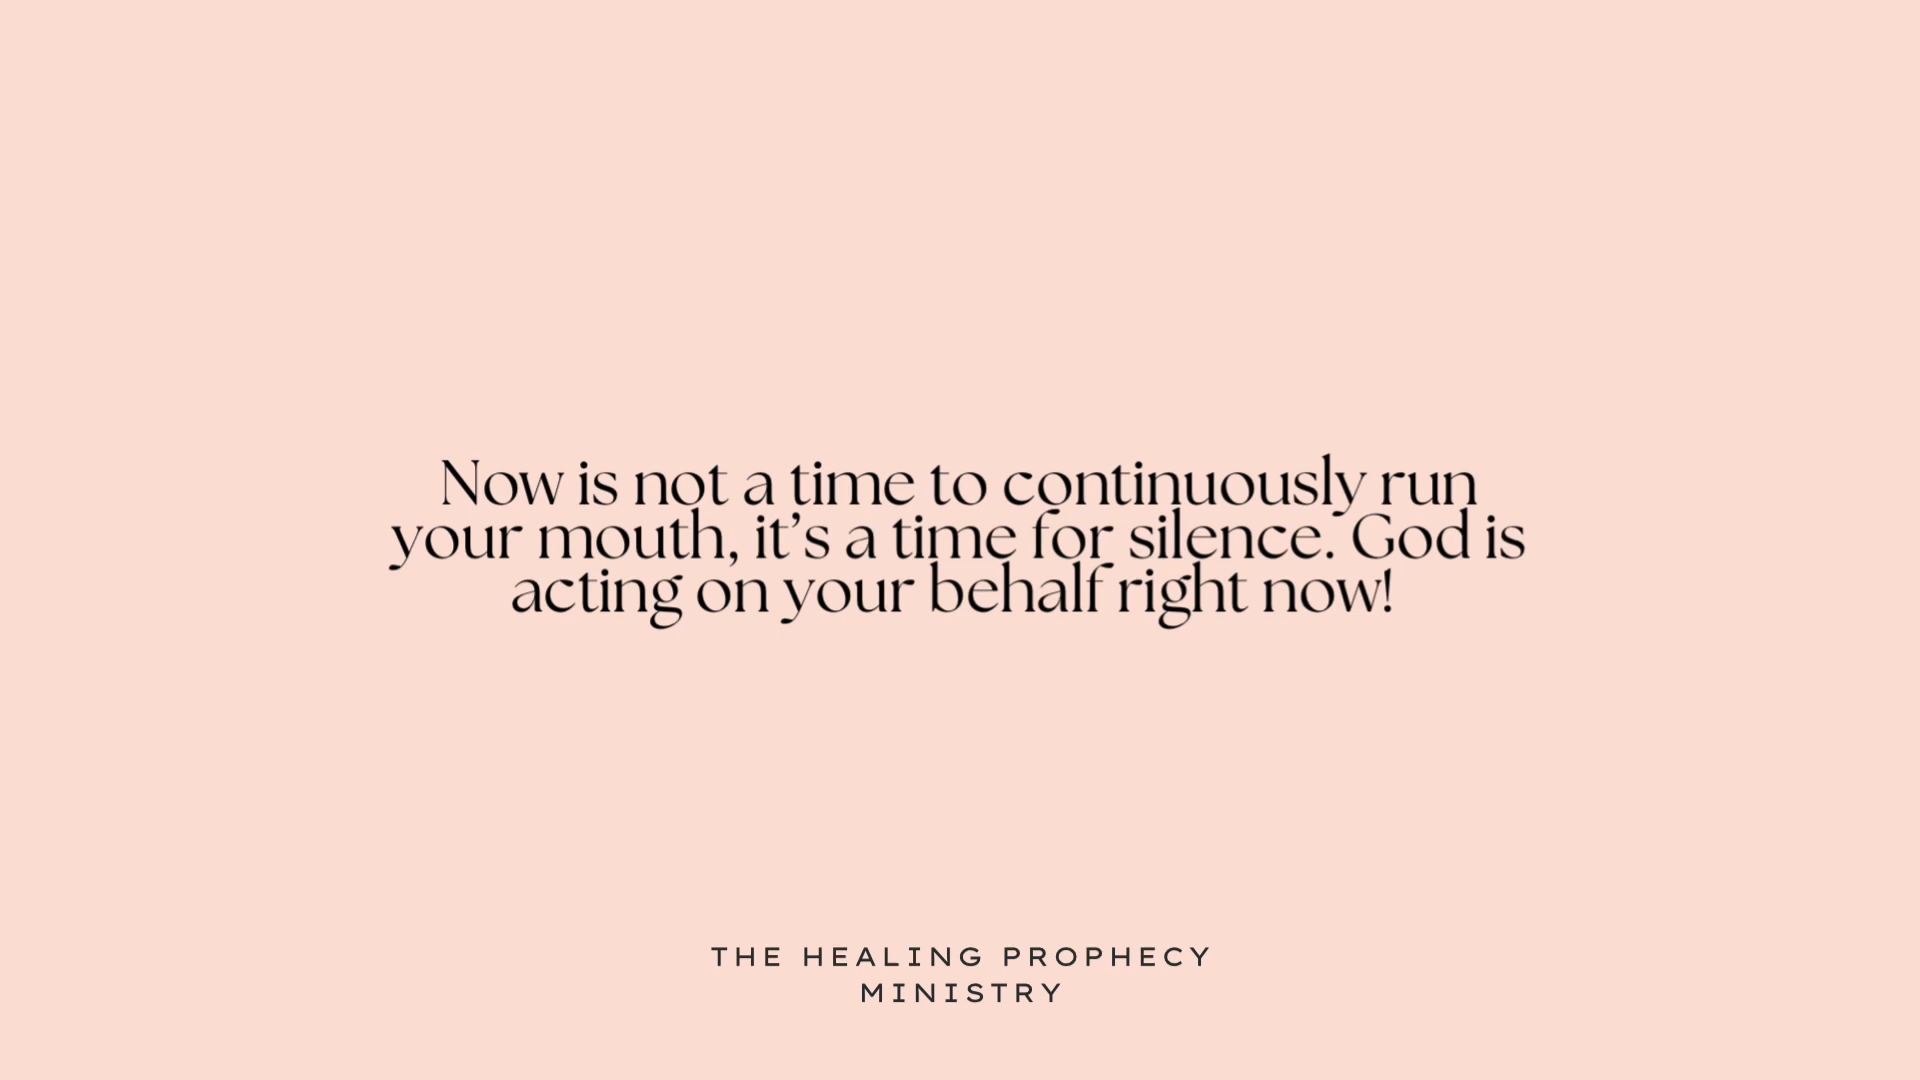 Now is not a time to continuously run
your mouth, it’s a time for silence. God is
acting on your behalf right now!
THE HEALING PROPHECY
MINISTRY